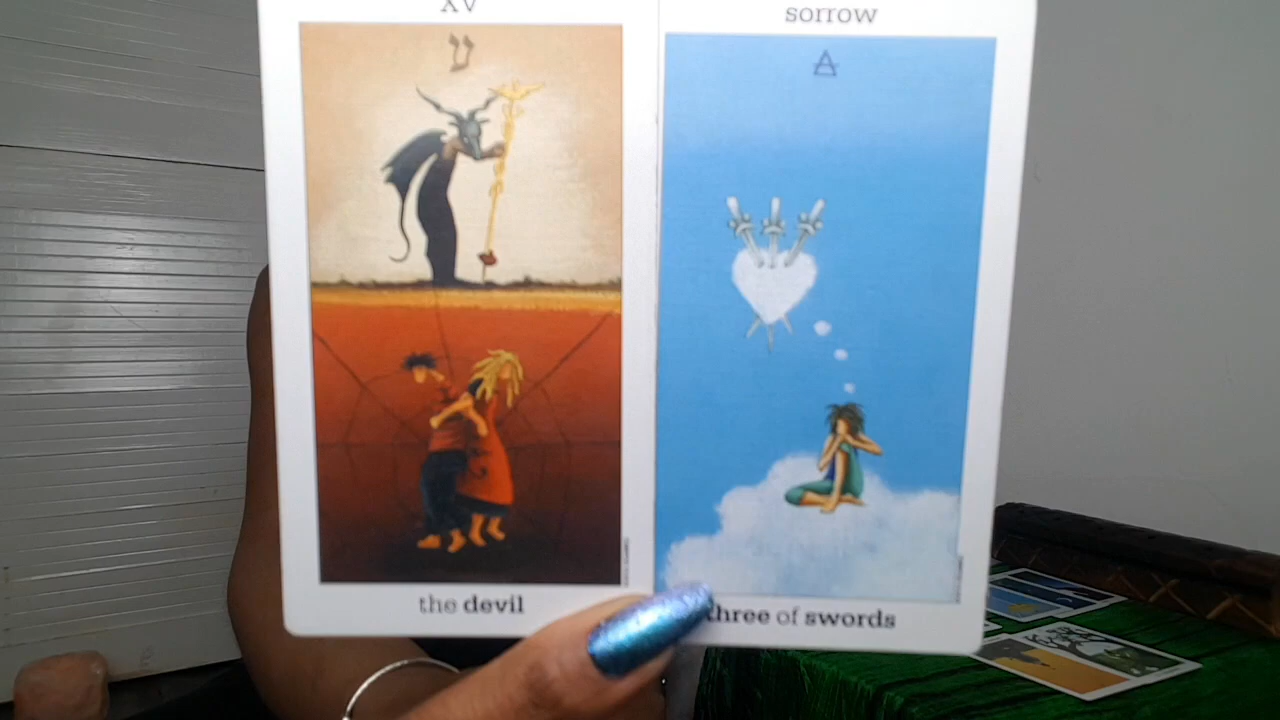 XV
ע
the devil
sorrow
three of swords